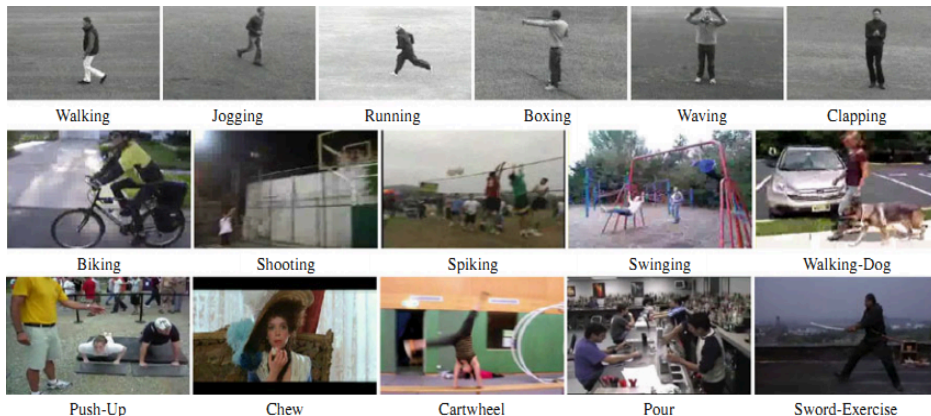 Walking Jogging Running Boxing Waving Clapping
Biking Shooting Spiking Swinging Walking-Dog
Push-Up Chew Cartwheel Pour Sword-Exercise